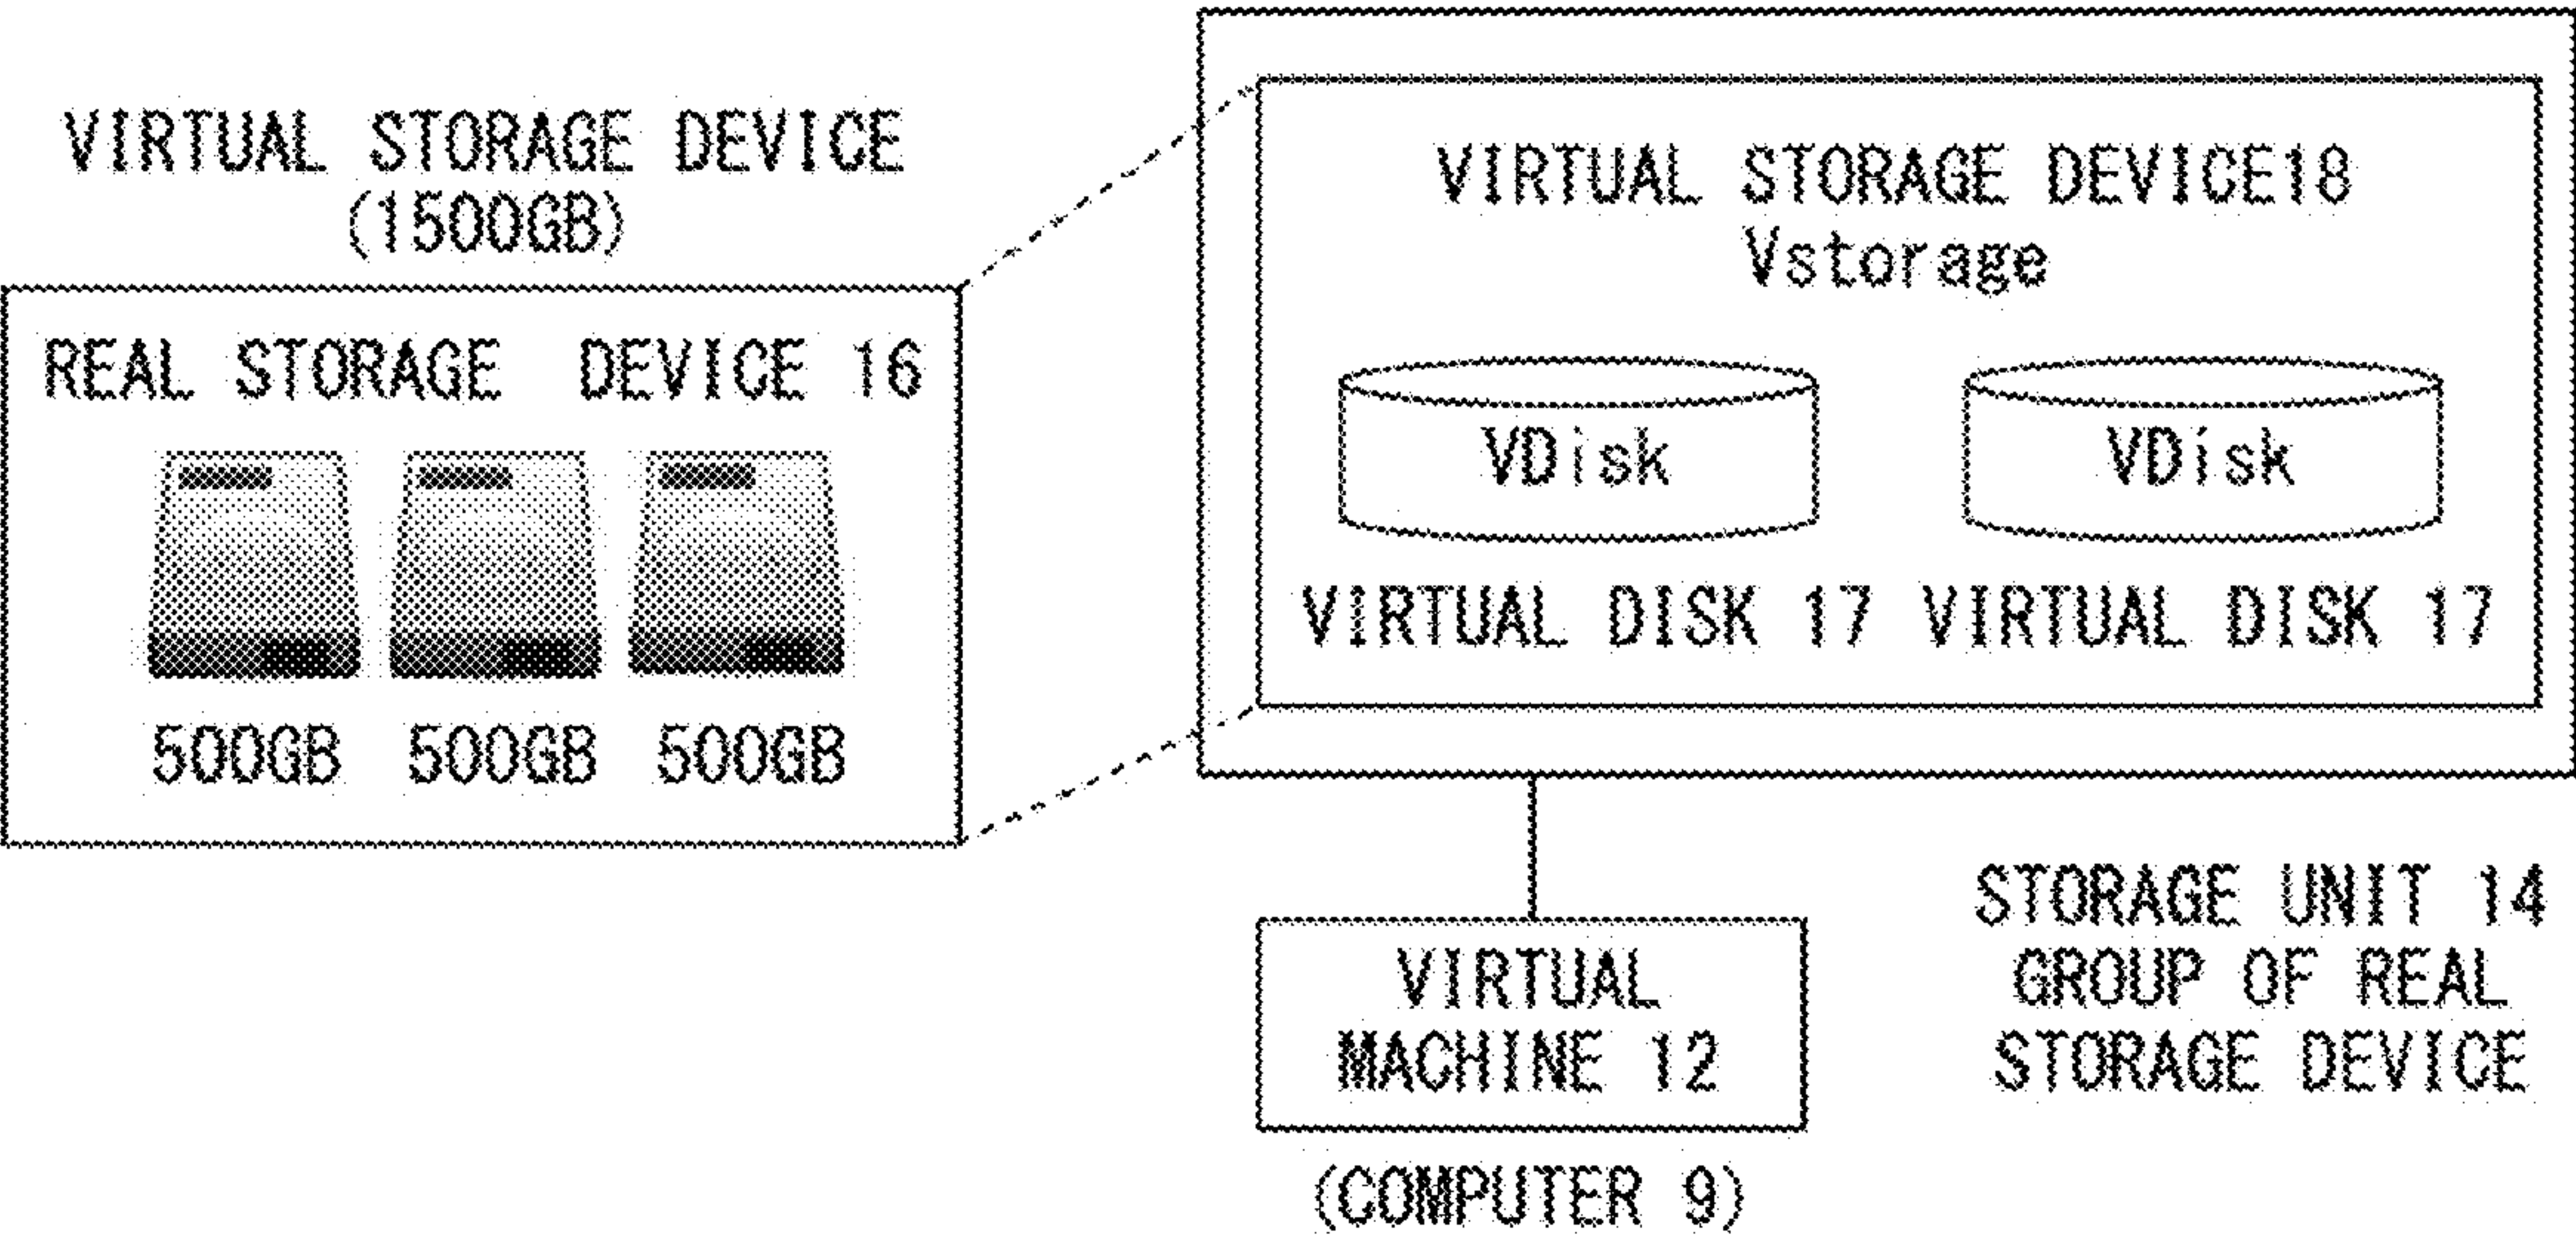 VIRTUAL STORAGE DEVICE
(1500GB)
REAL STORAGE DEVICE 16
500GB 500GB 500GB
VIRTUAL STORAGE DEVICE18
Vstorage
VDisk VDisk
VIRTUAL DISK 17 VIRTUAL DISK 17
VIRTUAL
MACHINE 12
(COMPUTER 9)
STORAGE UNIT 14
GROUP OF REAL
STORAGE DEVICE